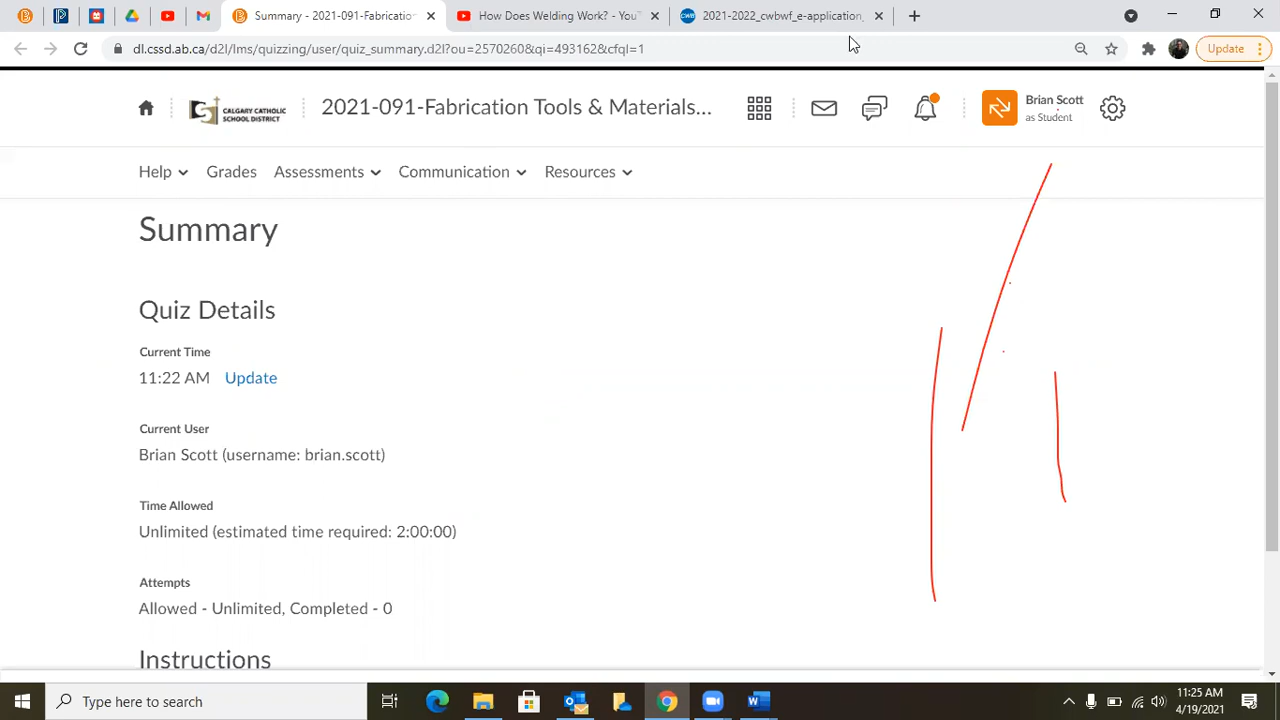 Summary - 2021-091-Fabrication
How Does Welding Work? - You
2021-2022_cwbwf_e-application
dl.cssd.ab.ca/d2l/lms/quizzing/user/quiz_summary.d2l?ou=2570260&qi=493162&cfql=1
Update
CALGARY CATHOLIC
SCHOOL DISTRICT
2021-091-Fabrication Tools & Materials...
Brian Scott
as Student
Help Grades Assessments Communication Resources
Summary
Quiz Details
Current Time
11:22 AM Update
Current User
Brian Scott (username: brian.scott)
Time Allowed
Unlimited (estimated time required: 2:00:00)
Attempts
Allowed - Unlimited, Completed - 0
Instructions
Type here to search
11:25 AM
4/19/2021